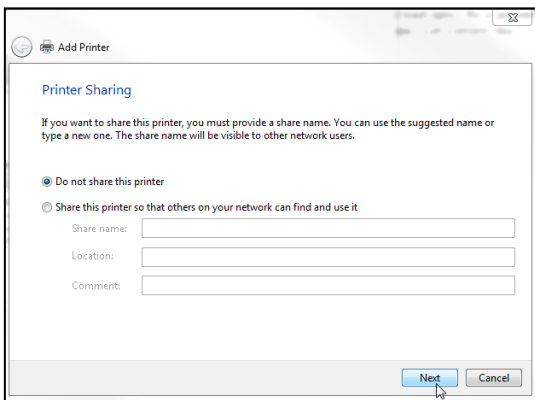 Add Printer
Printer Sharing
If you want to share this printer, you must provide a share name. You can use the suggested name or
type a new one. The share name will be visible to other network users.
Do not share this printer
Share this printer so that others on your network can find and use it
Share name:
Location:
Comment:
Next Cancel